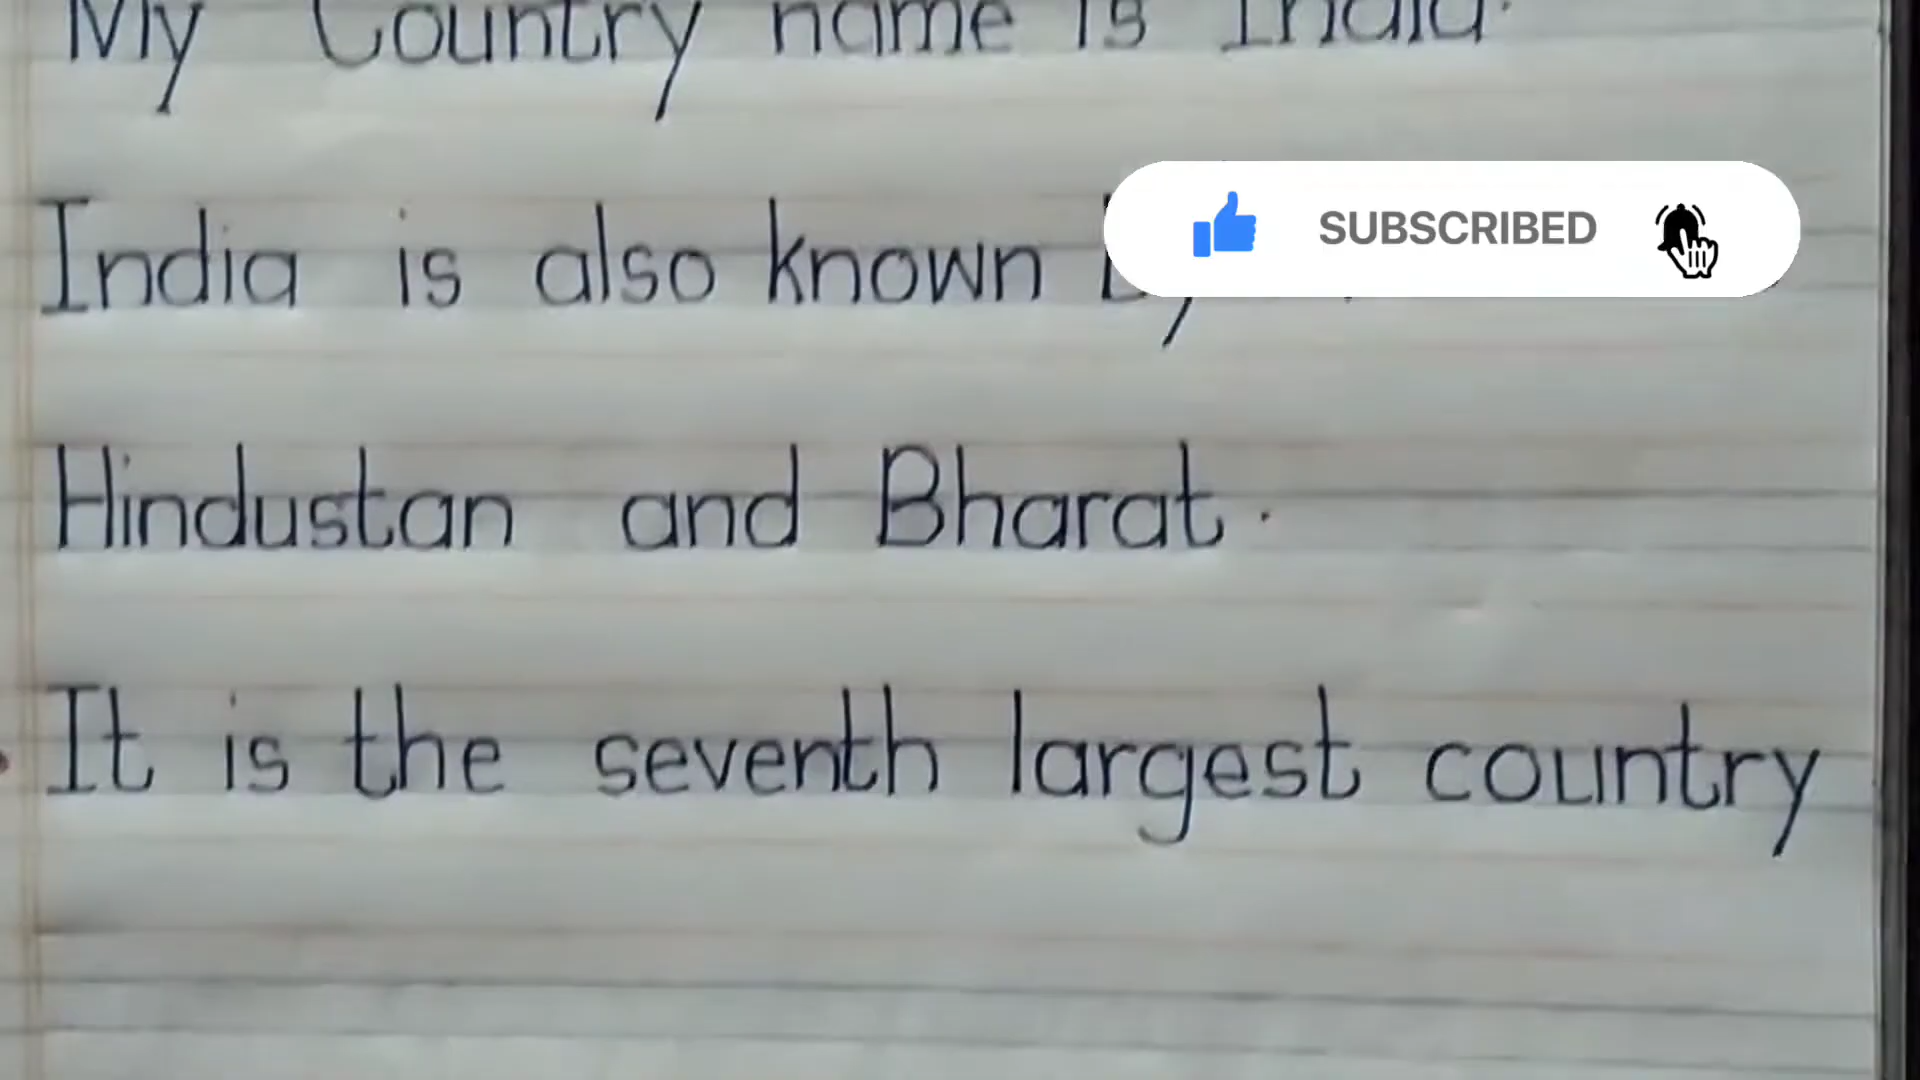 My Country name is India.
India is also known by
SUBSCRIBED
Hindustan and Bharat.
It is the seventh largest country